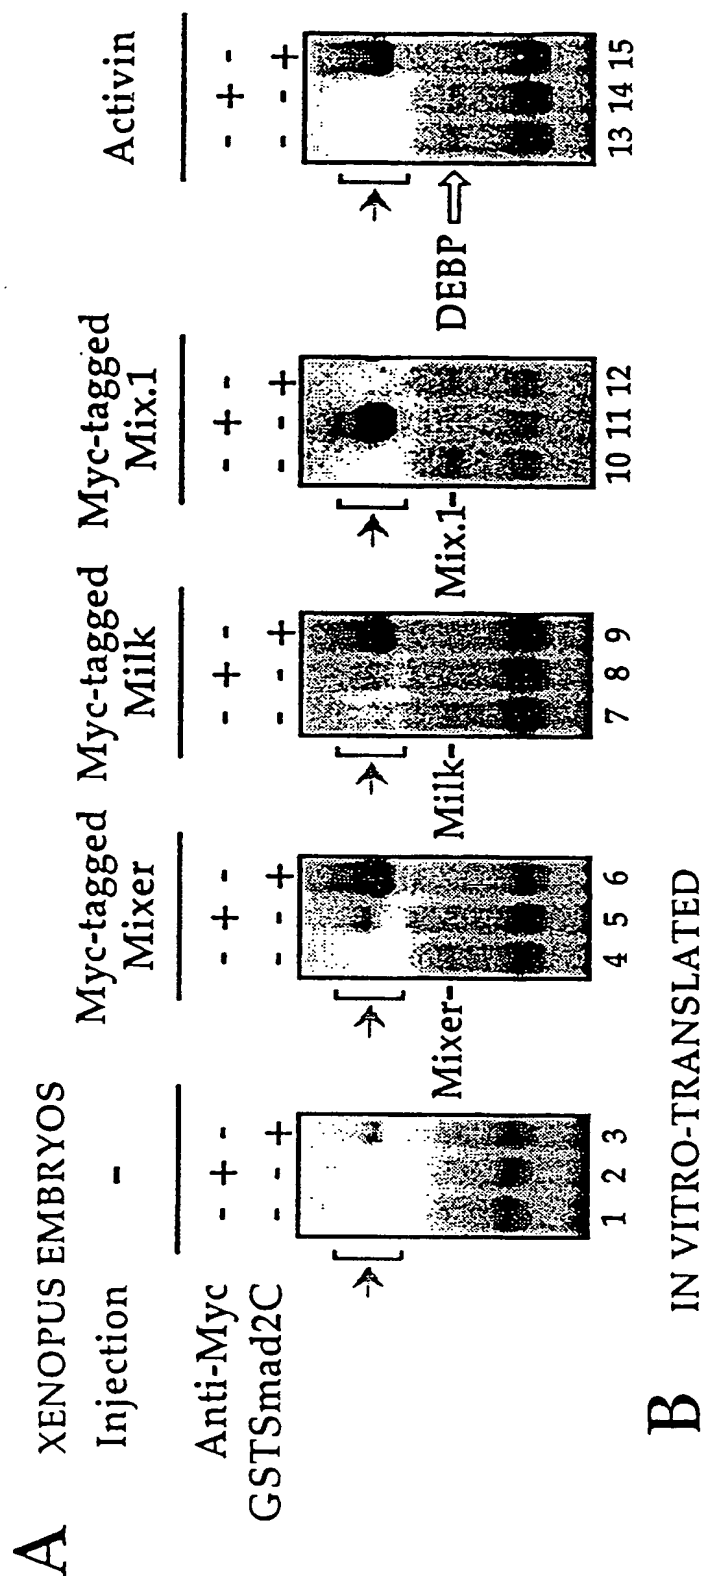 A XENOPUS EMBRYOS
Injection - Myc-tagged Mixer Myc-tagged Milk Myc-tagged Mix.1 Activin
Anti-Myc - + - - + - - + - - + - - + -
GSTSmad2C - - + - - + - - + - - + - - +
Mixer- Milk- Mix.1- DEBP
1 2 3 4 5 6 7 8 9 10 11 12 13 14 15
B IN VITRO-TRANSLATED